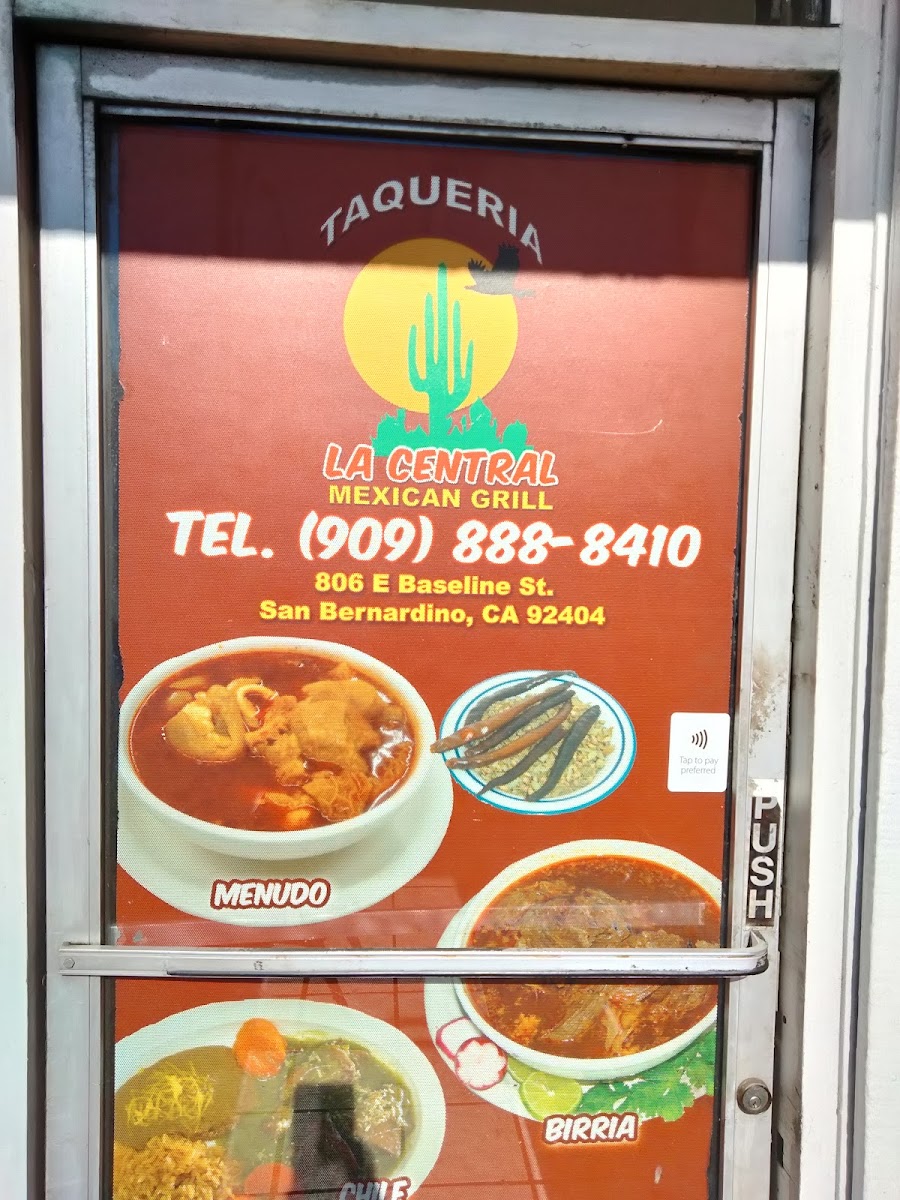 TAQUERIA
LA CENTRAL
MEXICAN GRILL
TEL. (909) 888-8410
806 E Baseline St.
San Bernardino, CA 92404
Tap to pay
preferred
PUSH
MENUDO
BIRRIA
CHILE